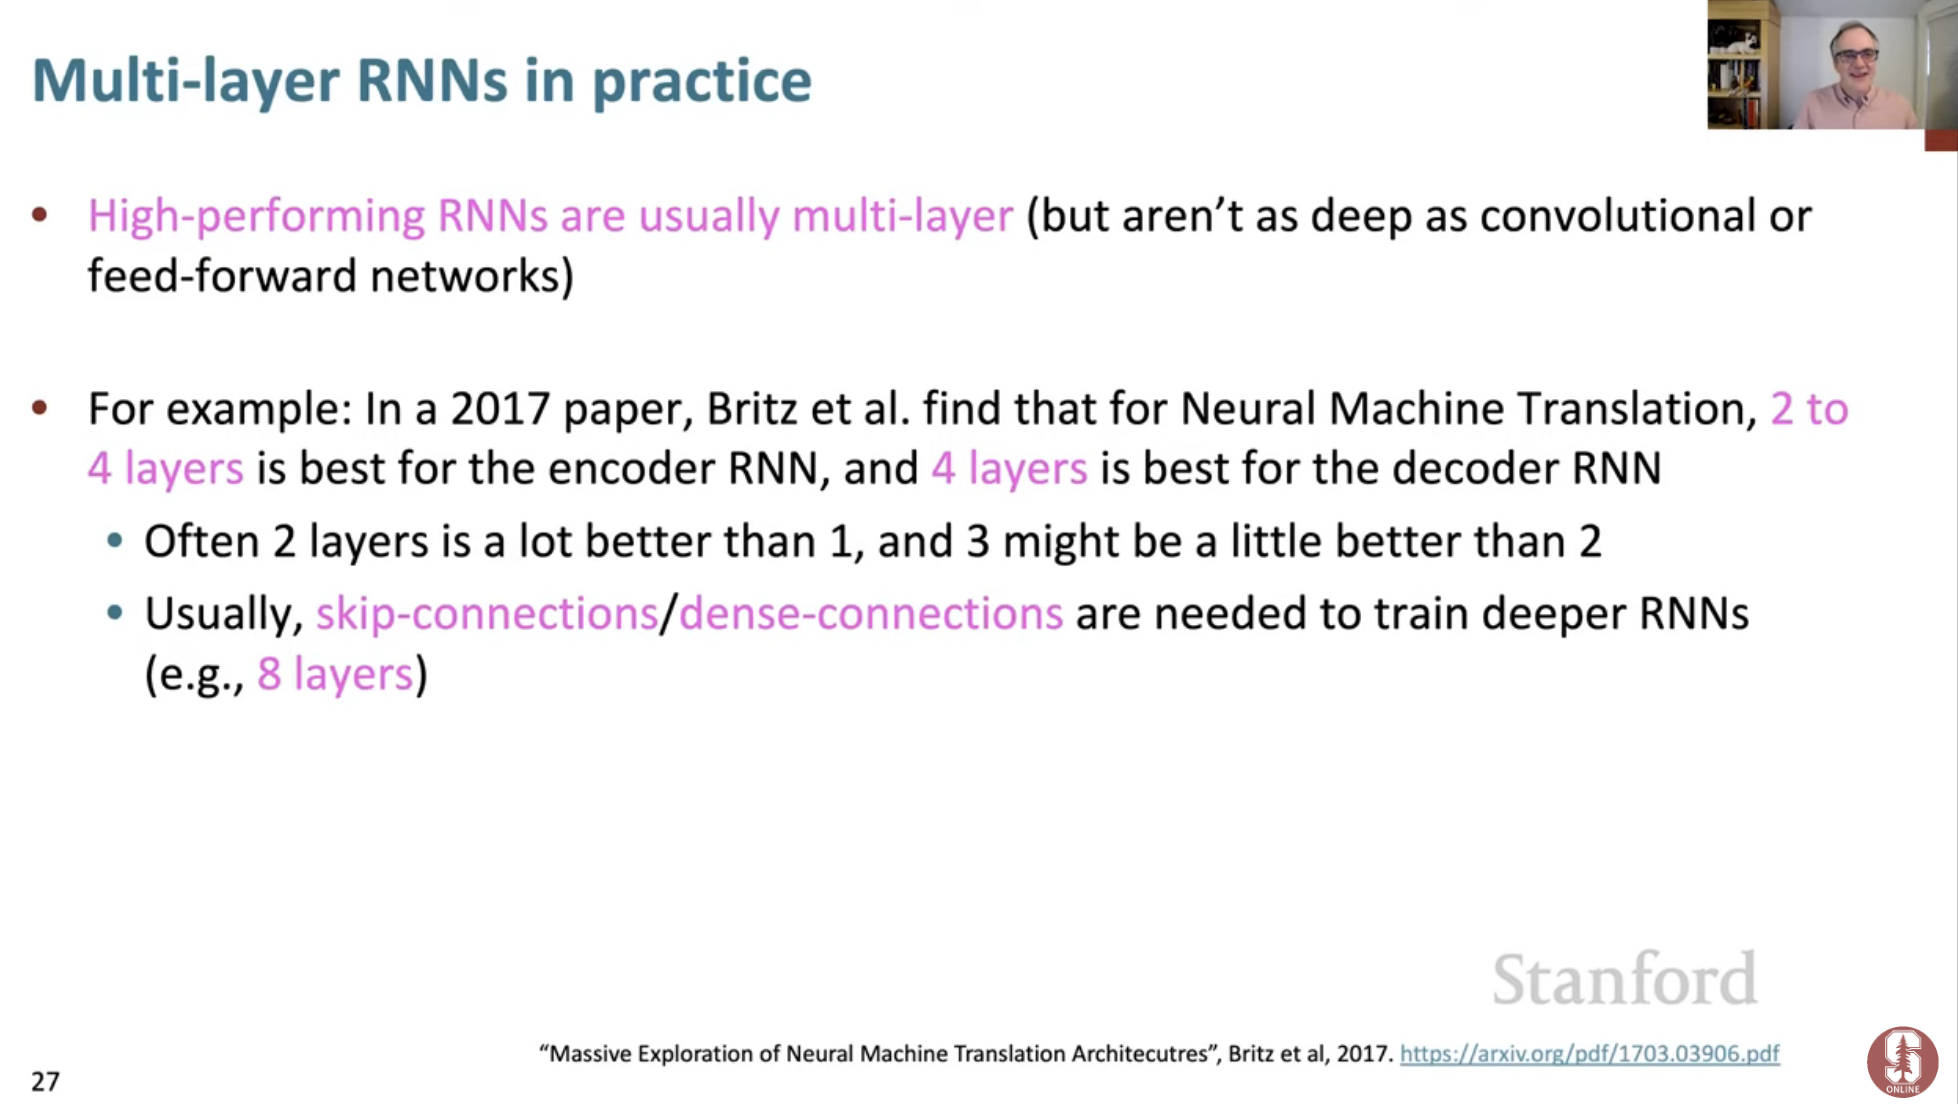 Multi-layer RNNs in practice
• High-performing RNNs are usually multi-layer (but aren’t as deep as convolutional or
feed-forward networks)
• For example: In a 2017 paper, Britz et al. find that for Neural Machine Translation, 2 to
4 layers is best for the encoder RNN, and 4 layers is best for the decoder RNN
• Often 2 layers is a lot better than 1, and 3 might be a little better than 2
• Usually, skip-connections/dense-connections are needed to train deeper RNNs
(e.g., 8 layers)
Stanford
“Massive Exploration of Neural Machine Translation Architecutres”, Britz et al, 2017. https://arxiv.org/pdf/1703.03906.pdf
27
S
ONLINE